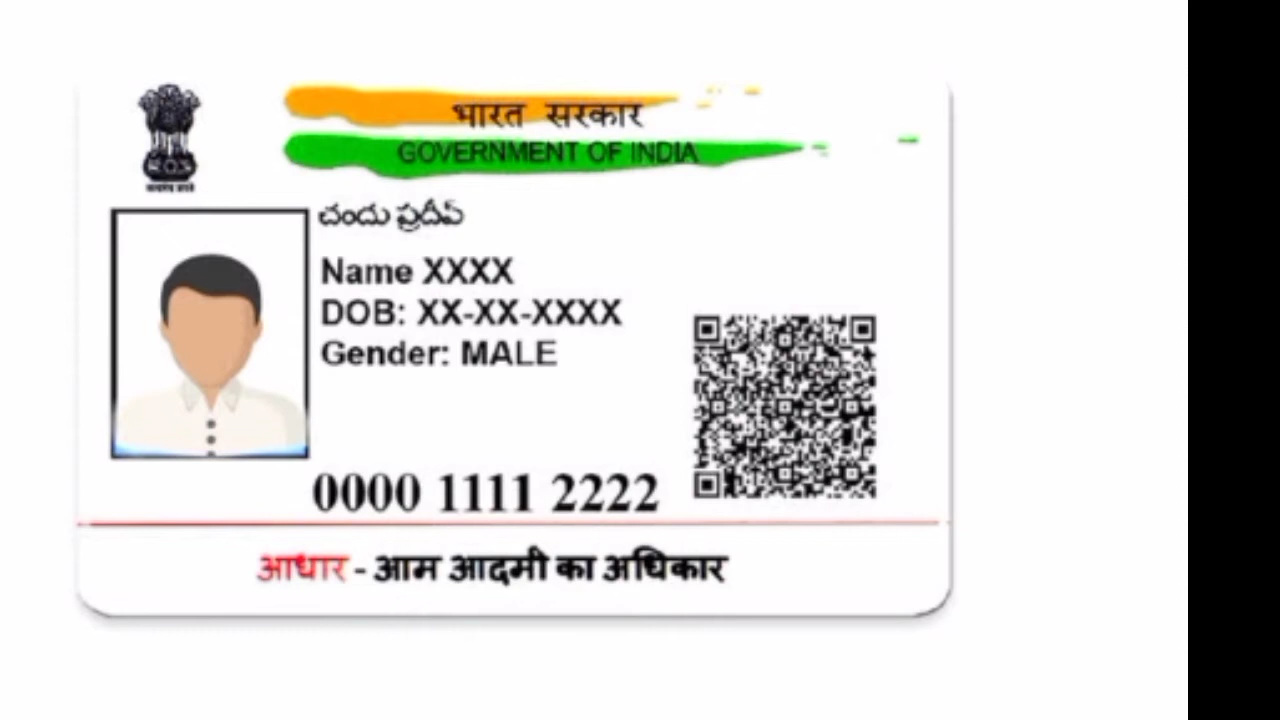 भारत सरकार
GOVERNMENT OF INDIA
చందు ప్రదీప్
Name XXXX
DOB: XX-XX-XXXX
Gender: MALE
0000 1111 2222
आधार - आम आदमी का अधिकार